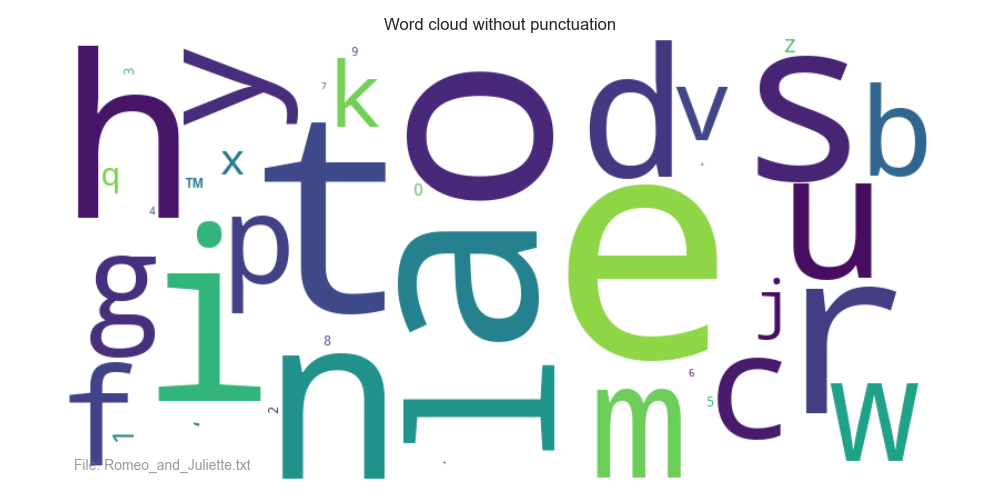 Word cloud without punctuation
h
3
y
9
7
k
o
d
v
z
s
b
q
™
x
4
t
0
p
e
u
g
i
a
j
r
f
8
n
2
1
l
m
6
5
c
w
File: Romeo_and_Juliette.txt